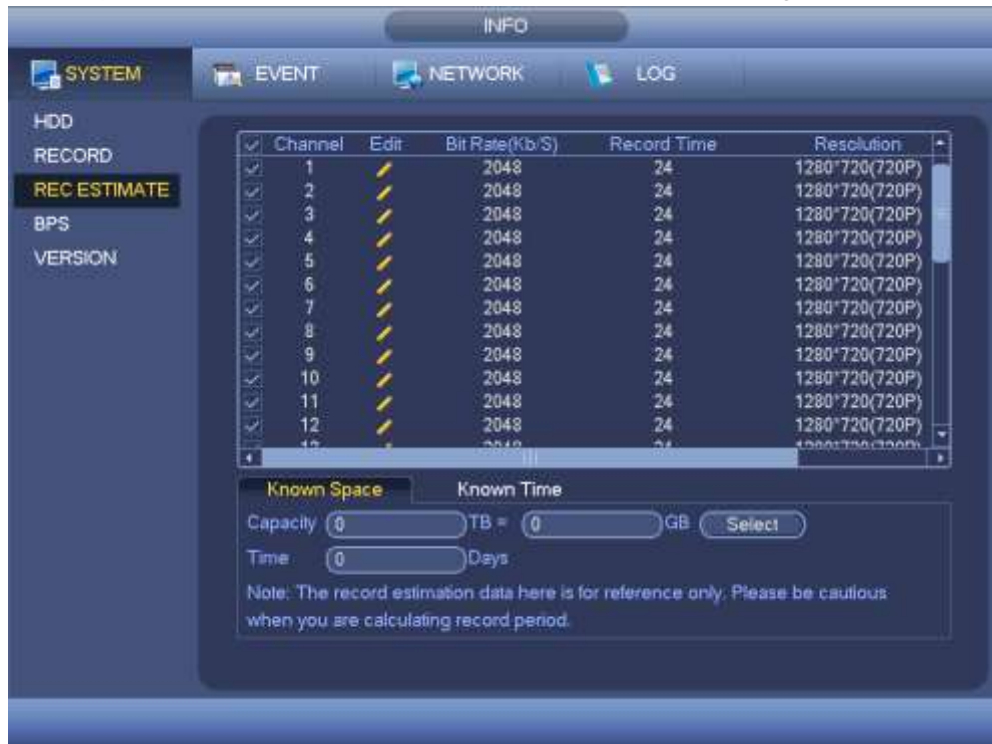 INFO
SYSTEM EVENT NETWORK LOG
HDD
RECORD
REC ESTIMATE
BPS
VERSION
Channel Edit Bit Rate(Kb/S) Record Time Resolution
1 2048 24 1280*720(720P)
2 2048 24 1280*720(720P)
3 2048 24 1280*720(720P)
4 2048 24 1280*720(720P)
5 2048 24 1280*720(720P)
6 2048 24 1280*720(720P)
7 2048 24 1280*720(720P)
8 2048 24 1280*720(720P)
9 2048 24 1280*720(720P)
10 2048 24 1280*720(720P)
11 2048 24 1280*720(720P)
12 2048 24 1280*720(720P)
Known Space Known Time
Capacity 0 TB = 0 GB Select
Time 0 Days
Note: The record estimation data here is for reference only. Please be cautious
when you are calculating record period.